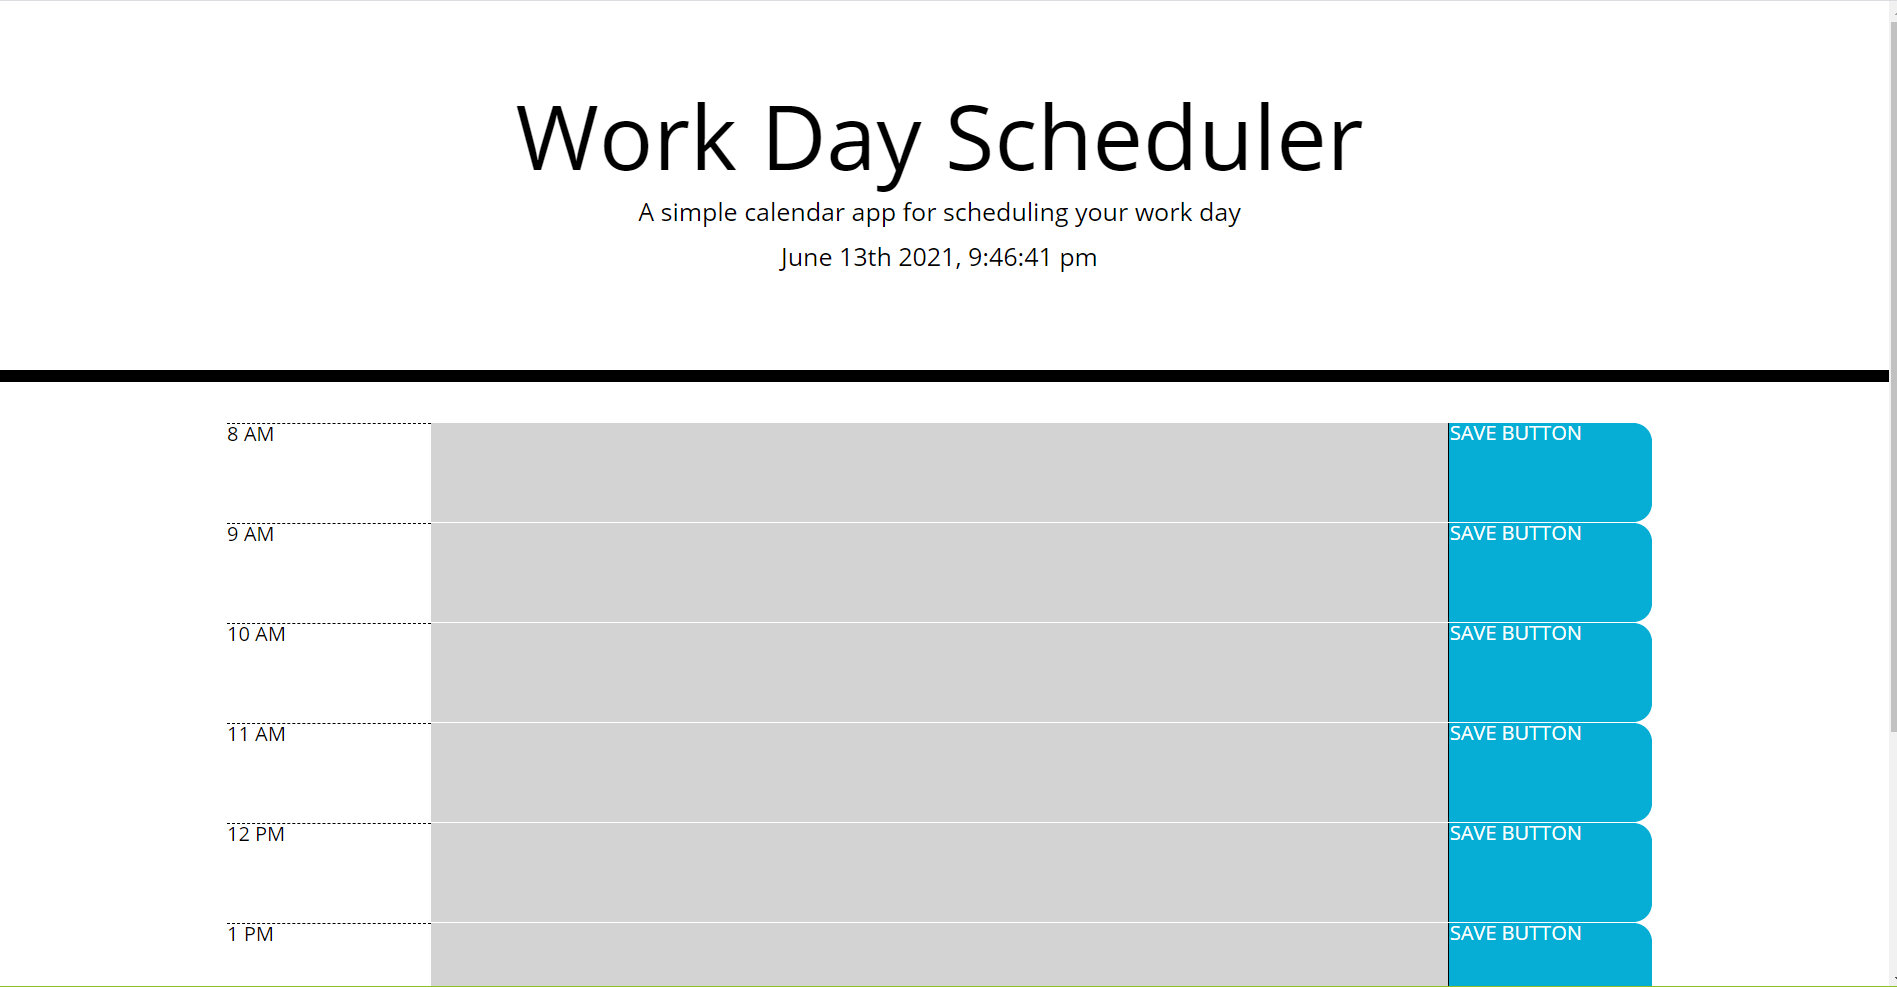 Work Day Scheduler
A simple calendar app for scheduling your work day
June 13th 2021, 9:46:41 pm
8 AM
SAVE BUTTON
9 AM
SAVE BUTTON
10 AM
SAVE BUTTON
11 AM
SAVE BUTTON
12 PM
SAVE BUTTON
1 PM
SAVE BUTTON